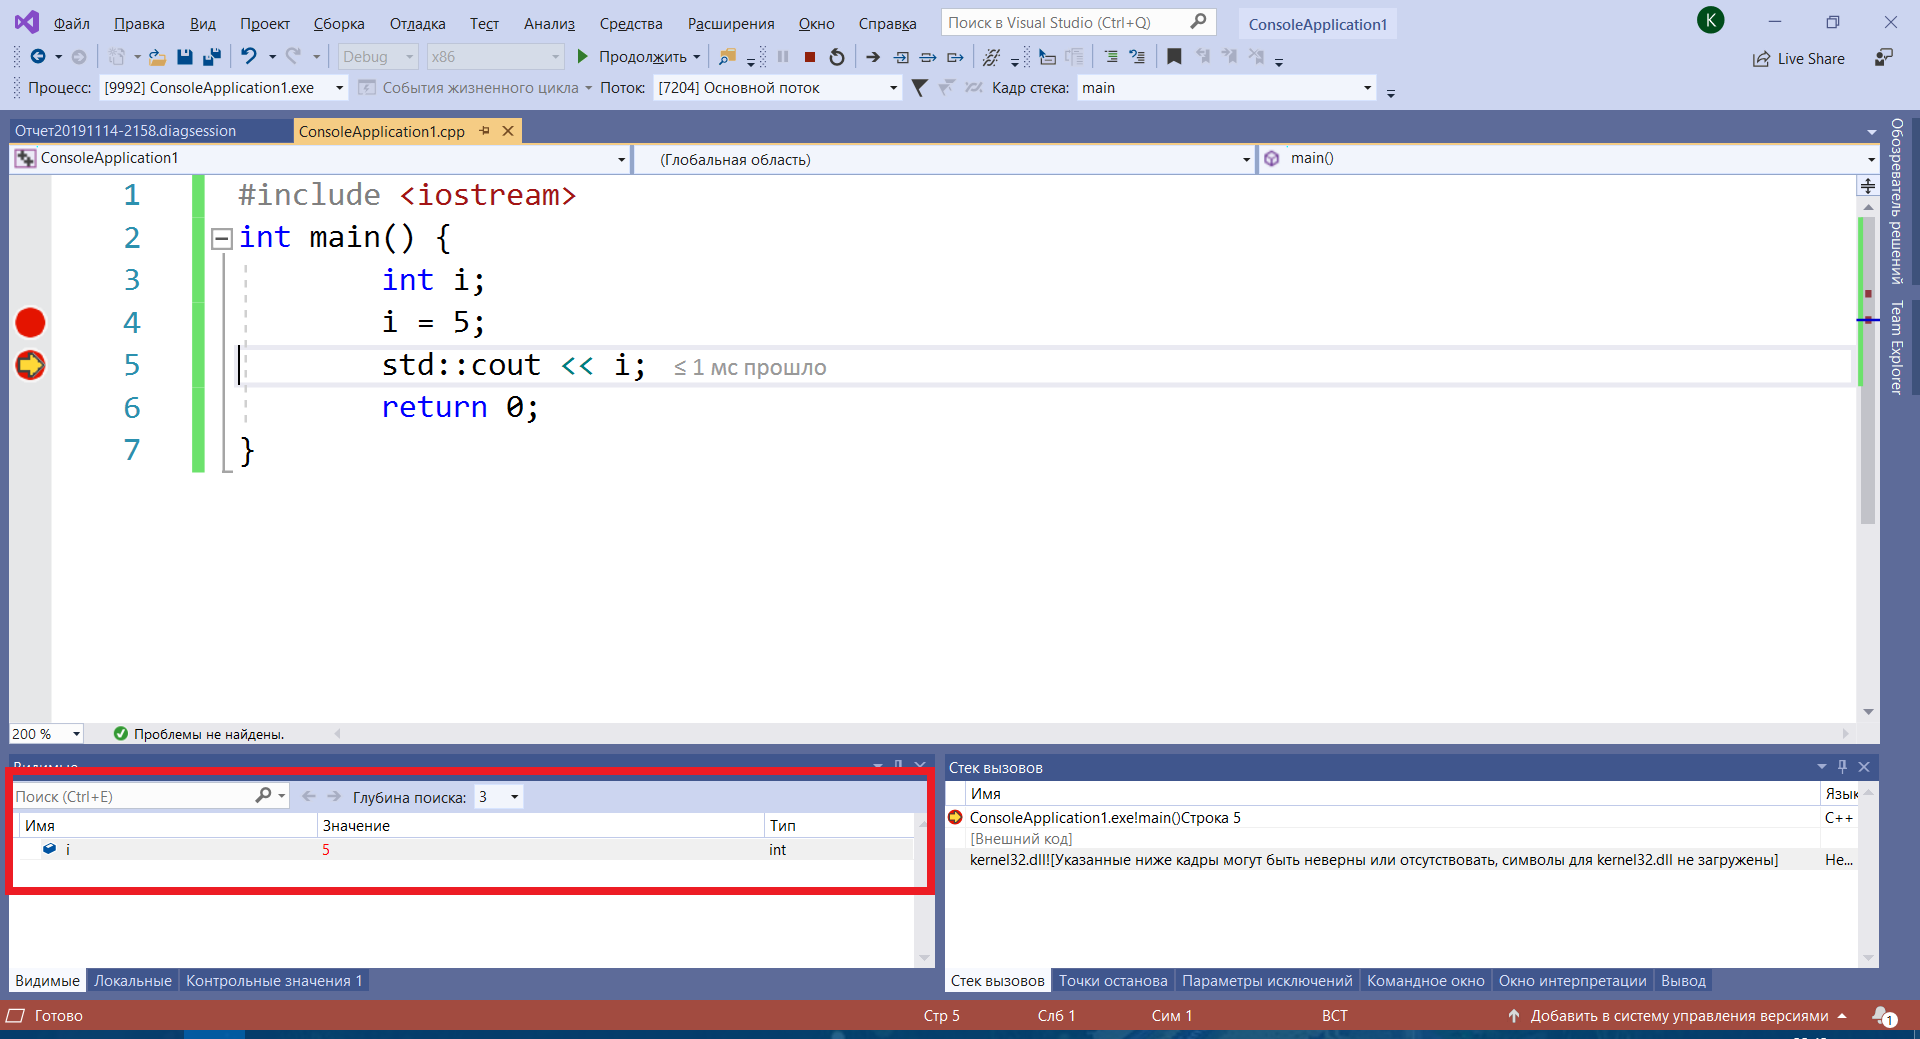 Файл Правка Вид Проект Сборка Отладка Тест Анализ Средства Расширения Окно Справка Поиск в Visual Studio (Ctrl+Q) ConsoleApplication1 K
Debug x86 Продолжить Live Share
Процесс: [9992] ConsoleApplication1.exe События жизненного цикла Поток: [7204] Основной поток Кадр стека: main
Отчет20191114-2158.diagsession ConsoleApplication1.cpp
ConsoleApplication1 (Глобальная область) main()
1 #include <iostream>
2 int main() {
3 int i;
4 i = 5;
5 std::cout << i; ≤ 1 мс прошло
6 return 0;
7 }
Обозреватель решений
Team Explorer
200 % Проблемы не найдены.
Видимые
Поиск (Ctrl+E) Глубина поиска: 3
Имя Значение Тип
i 5 int
Видимые Локальные Контрольные значения 1
Стек вызовов
Имя Язык
ConsoleApplication1.exe!main()Строка 5 C++
[Внешний код]
kernel32.dll![Указанные ниже кадры могут быть неверны или отсутствовать, символы для kernel32.dll не загружены] Не...
Стек вызовов Точки останова Параметры исключений Командное окно Окно интерпретации Вывод
Готово Стр 5 Слб 1 Сим 1 ВСТ Добавить в систему управления версиями 1